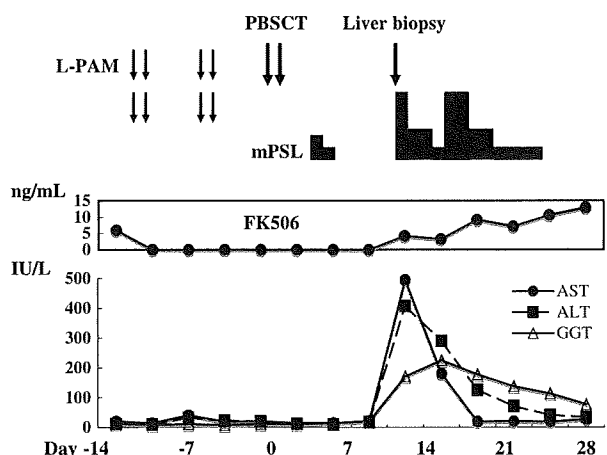 PBSCT Liver biopsy
L-PAM
mPSL
ng/mL
15
10
5
0
FK506
IU/L
500
400
300
200
100
0
AST
ALT
GGT
Day -14 -7 0 7 14 21 28